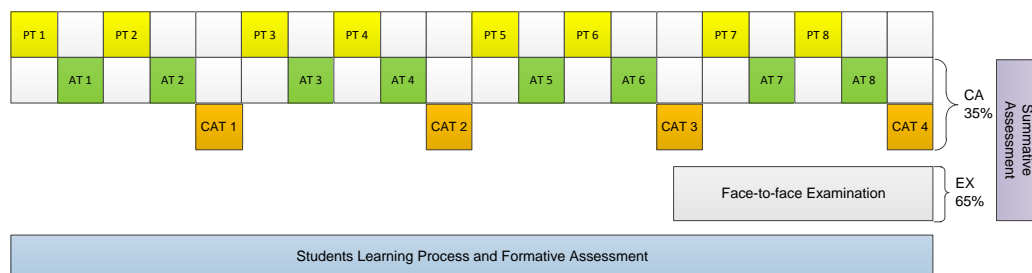 PT 1 PT 2 PT 3 PT 4 PT 5 PT 6 PT 7 PT 8
AT 1 AT 2 AT 3 AT 4 AT 5 AT 6 AT 7 AT 8
CAT 1 CAT 2 CAT 3 CAT 4
CA
35%
Face-to-face Examination
EX
65%
Summative
Assessment
Students Learning Process and Formative Assessment